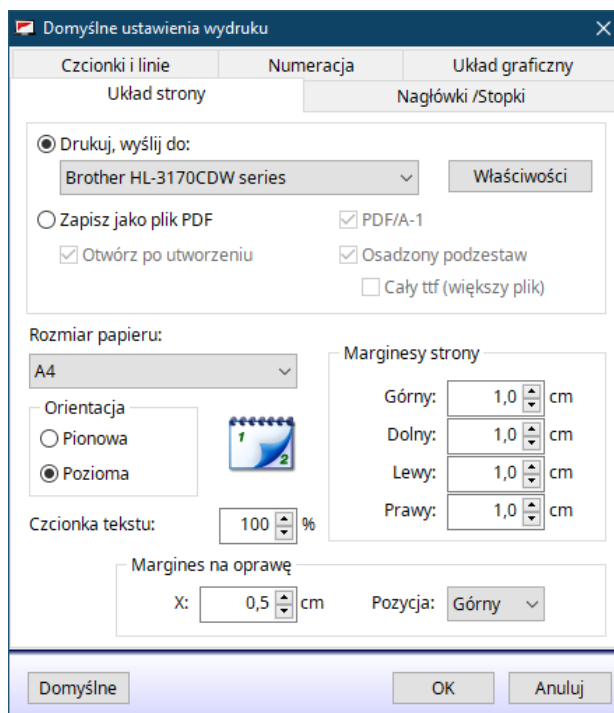 Domyślne ustawienia wydruku
Czcionki i linie Numeracja Układ graficzny
Układ strony Nagłówki /Stopki
Drukuj, wyślij do:
Brother HL-3170CDW series Właściwości
Zapisz jako plik PDF PDF/A-1
Otwórz po utworzeniu Osadzony podzestaw
Cały ttf (większy plik)
Rozmiar papieru:
A4
Marginesy strony
Górny: 1,0 cm
Dolny: 1,0 cm
Lewy: 1,0 cm
Prawy: 1,0 cm
Orientacja
Pionowa
Pozioma
1
2
Czcionka tekstu: 100 %
Margines na oprawę
X: 0,5 cm Pozycja: Górny
Domyślne OK Anuluj